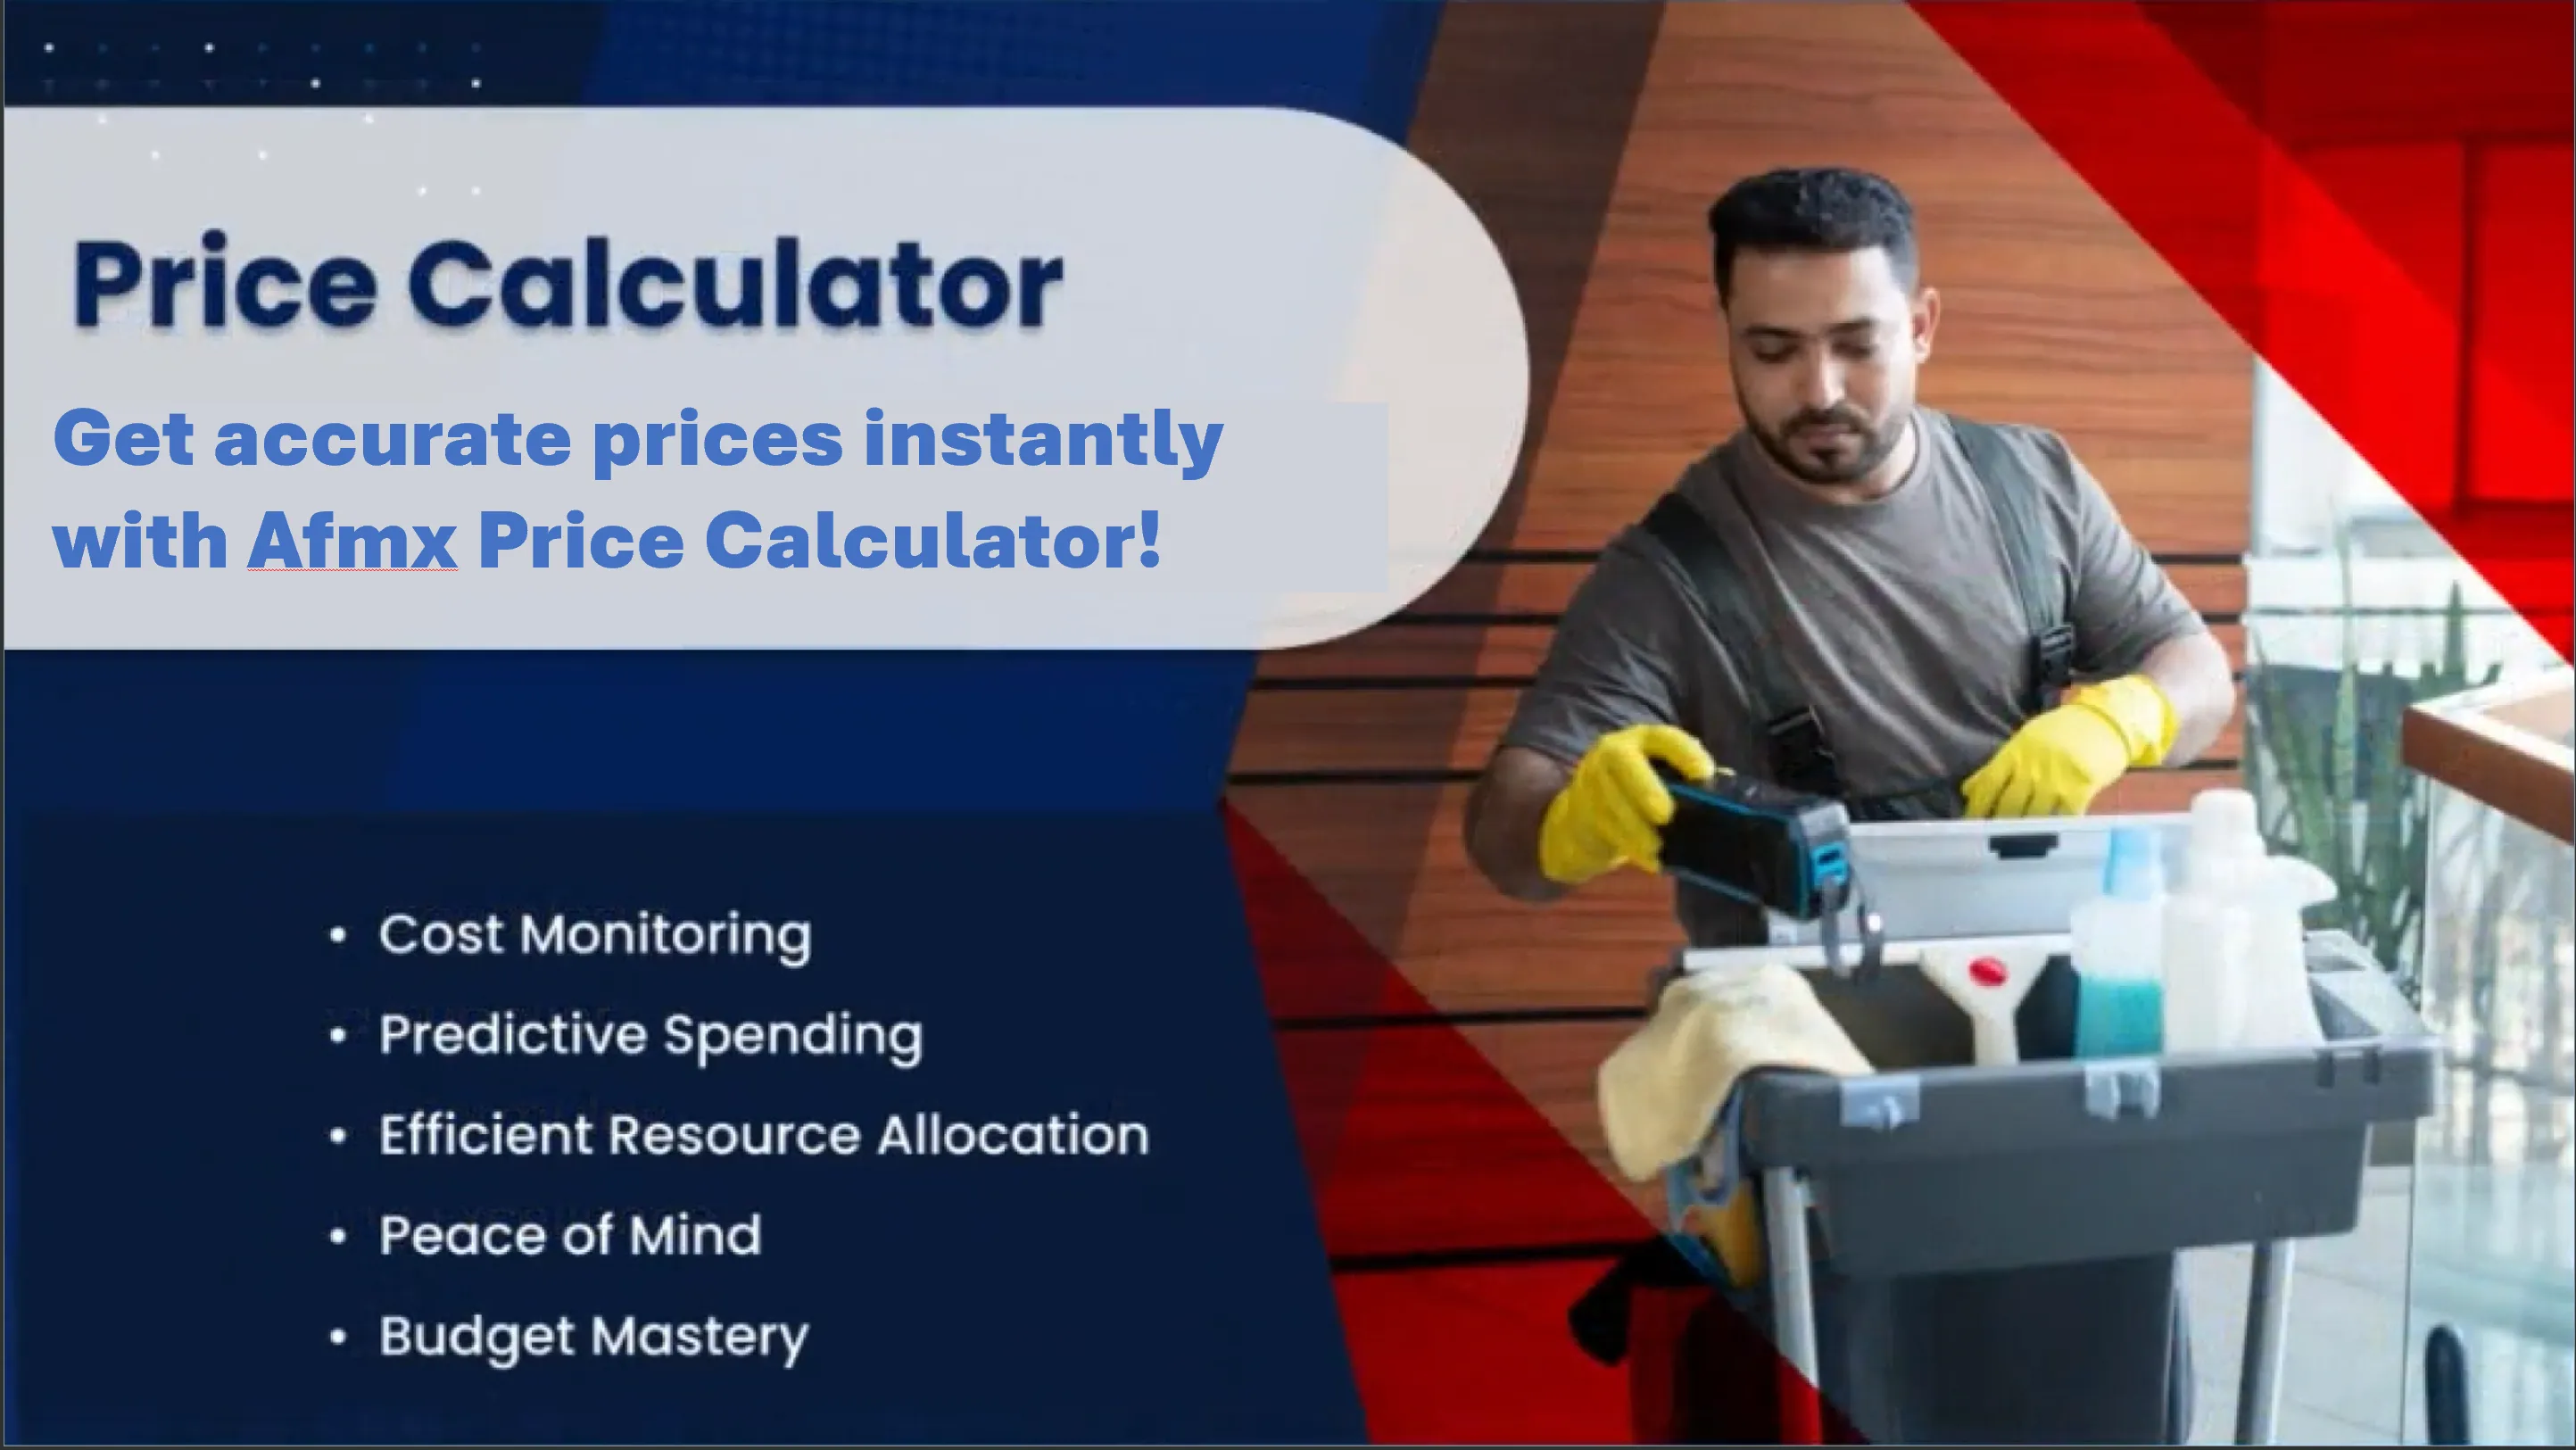 Price Calculator
Get accurate prices instantly
with Afmx Price Calculator!
• Cost Monitoring
• Predictive Spending
• Efficient Resource Allocation
• Peace of Mind
• Budget Mastery